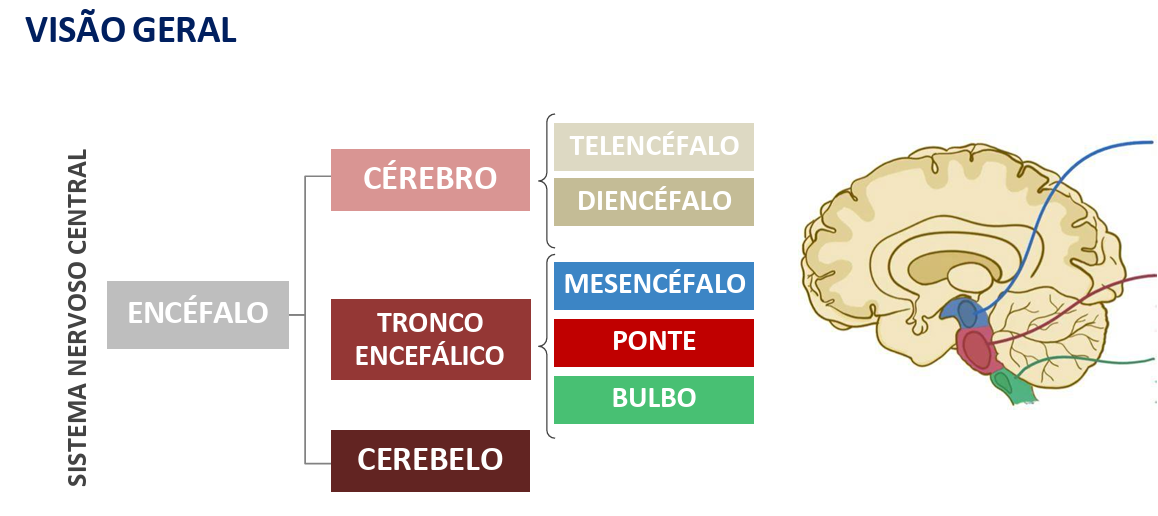 VISÃO GERAL
SISTEMA NERVOSO CENTRAL
ENCÉFALO
CÉREBRO
TELENCÉFALO
DIENCÉFALO
TRONCO
ENCEFÁLICO
MESENCÉFALO
PONTE
BULBO
CEREBELO